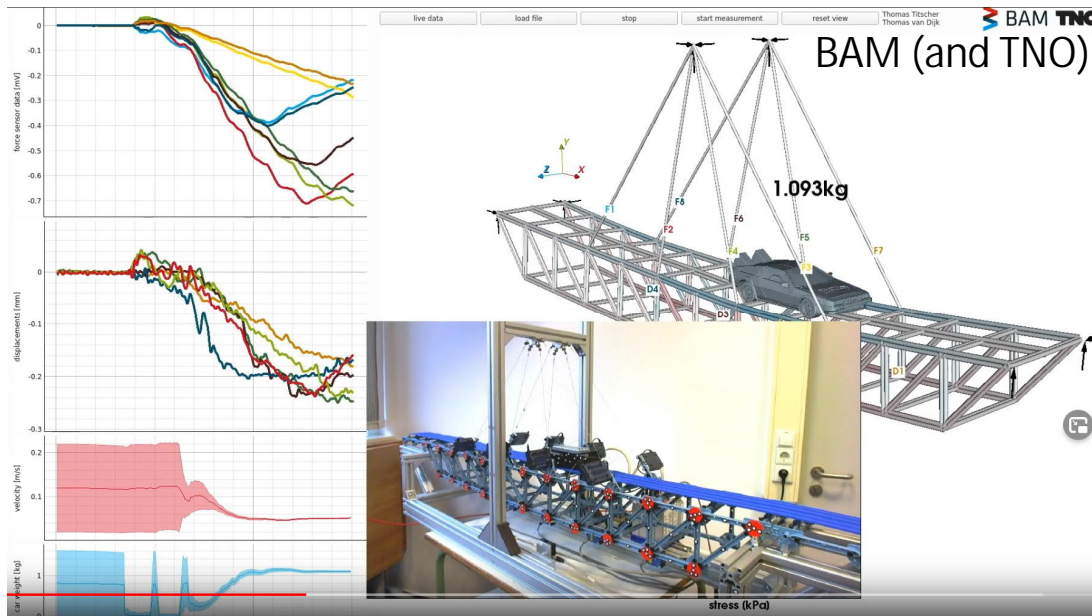 live data
load file
stop
start measurement
reset view
Thomas Titscher
Thomas van Dijk
BAM TNO
BAM (and TNO)
force sensor data [mV]
0
-0.1
-0.2
-0.3
-0.4
-0.5
-0.6
-0.7
displacements [mm]
0
-0.1
-0.2
-0.3
velocity [m/s]
0.2
0.1
car weight [kg]
1
0
Y
Z
X
1.093kg
F1
F8
F2
F6
F5
F4
F3
F7
D4
D3
D1
stress (kPa)